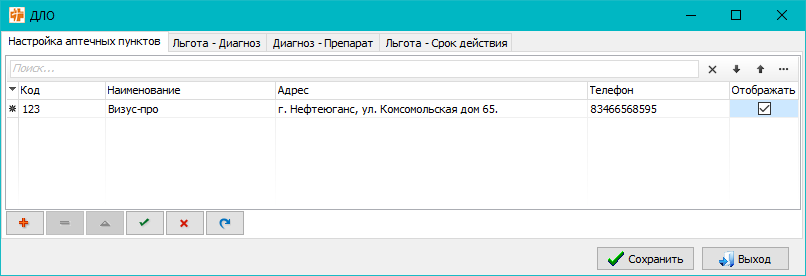 ДЛО
Настройка аптечных пунктов Льгота - Диагноз Диагноз - Препарат Льгота - Срок действия
Поиск...
Код Наименование Адрес Телефон Отображать
123 Визус-про г. Нефтеюганс, ул. Комсомольская дом 65. 83466568595
Сохранить Выход